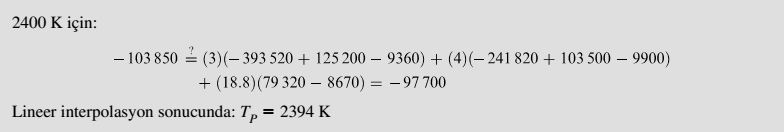 2400 K için:
− 103 850 ≟ (3)(− 393 520 + 125 200 − 9360) + (4)(− 241 820 + 103 500 − 9900)
+ (18.8)(79 320 − 8670) = − 97 700
Lineer interpolasyon sonucunda: T_P = 2394 K